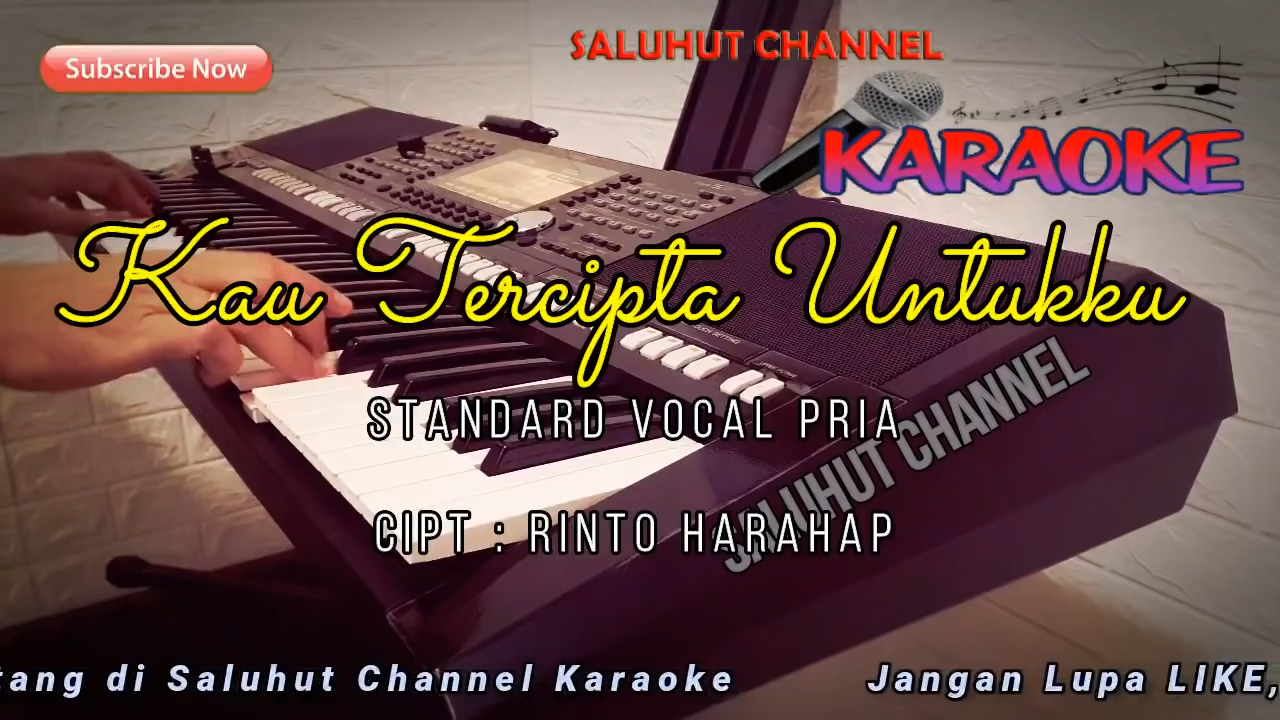 SALUHUT CHANNEL
Subscribe Now
KARAOKE
Kau Tercipta Untukku
STANDARD VOCAL PRIA
SALUHUT CHANNEL
CIPT : RINTO HARAHAP
tang di Saluhut Channel Karaoke Jangan Lupa LIKE,